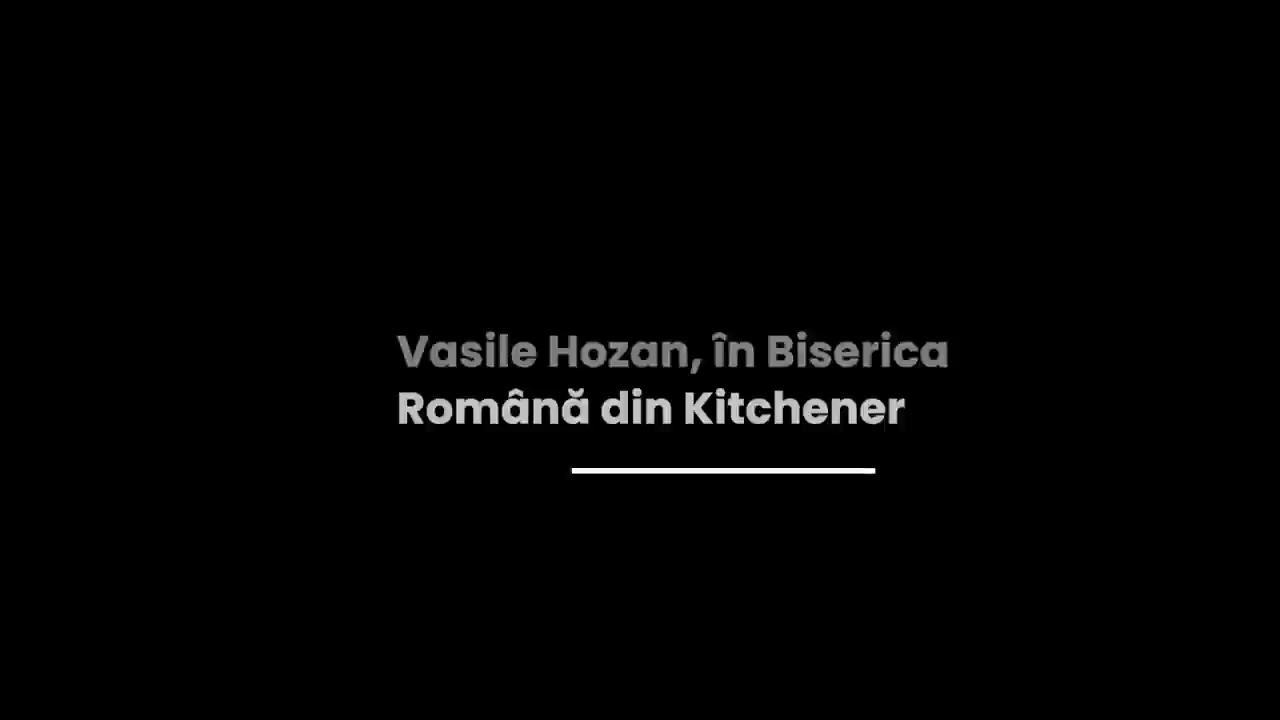 Vasile Hozan, în Biserica
Română din Kitchener